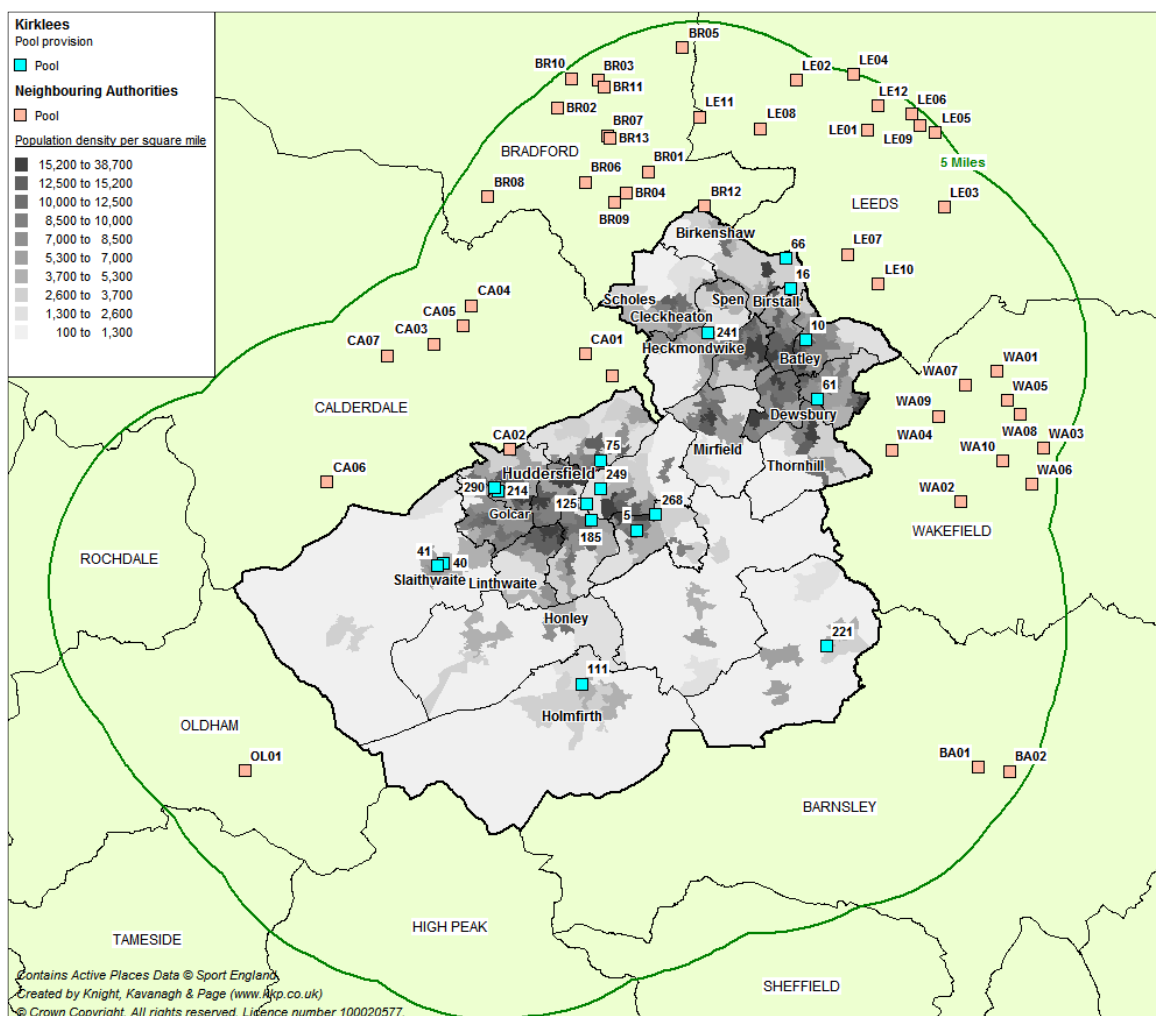 Kirklees
Pool provision
Pool
Neighbouring Authorities
Pool
Population density per square mile
15,200 to 38,700
12,500 to 15,200
10,000 to 12,500
8,500 to 10,000
7,000 to 8,500
5,300 to 7,000
3,700 to 5,300
2,600 to 3,700
1,300 to 2,600
100 to 1,300
BR05
BR10
BR03
LE02
LE04
BR11
BR02
LE12
LE06
LE11
LE08
BR07
BR13
LE01
LE09
LE05
BRADFORD
5 Miles
BR01
BR06
BR08
BR04
BR12
BR09
LE03
LEEDS
Birkenshaw
66
LE07
16
LE10
Scholes
Spen
Birstall
CA04
Cleckheaton
CA05
241
10
CA03
CA01
Heckmondwike
CA07
Batley
WA01
WA07
61
WA05
CALDERDALE
WA09
Dewsbury
CA02
WA04
WA08
WA03
75
Mirfield
WA10
Huddersfield
Thornhill
CA06
WA06
290
214
249
WA02
125
Golcar
5
268
WAKEFIELD
185
ROCHDALE
41
40
Slaithwaite
Linthwaite
Honley
221
111
Holmfirth
OLDHAM
OL01
BA01
BA02
BARNSLEY
HIGH PEAK
TAMESIDE
Contains Active Places Data © Sport England
SHEFFIELD
Created by Knight, Kavanagh & Page (www.kkp.co.uk)
© Crown Copyright. All rights reserved. Licence number 100020577.